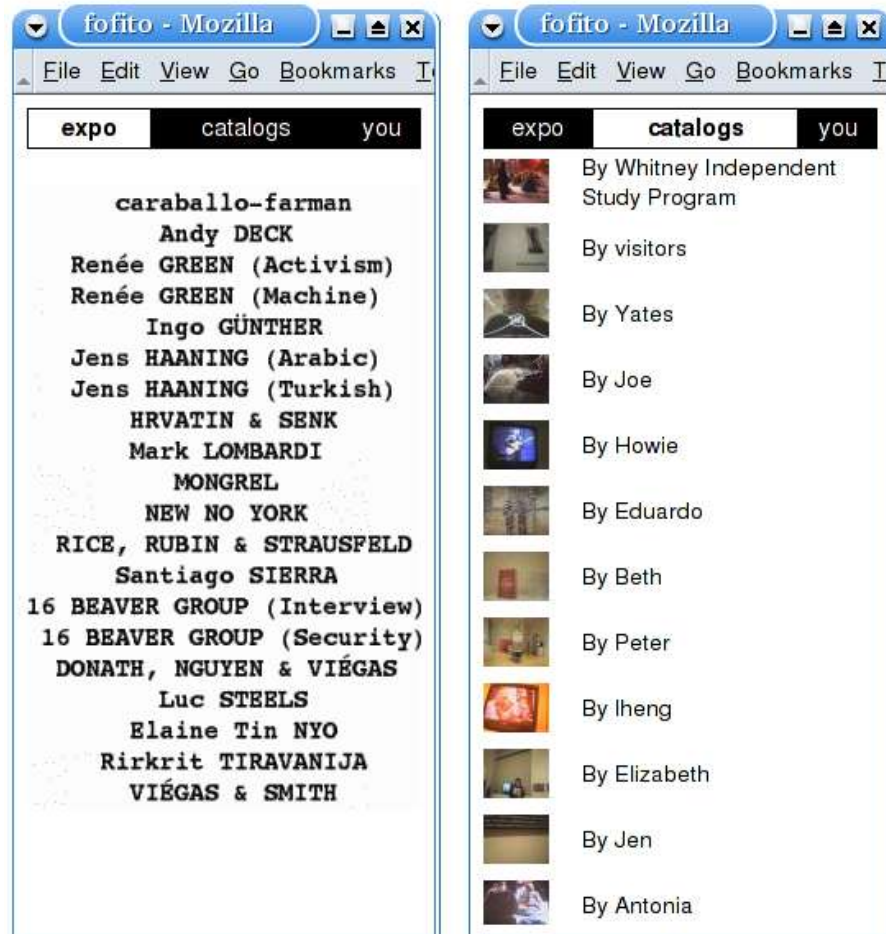 fofito - Mozilla
File Edit View Go Bookmarks
expo catalogs you
caraballo-farman
Andy DECK
Renée GREEN (Activism)
Renée GREEN (Machine)
Ingo GÜNTHER
Jens HAANING (Arabic)
Jens HAANING (Turkish)
HRVATIN & SENK
Mark LOMBARDI
MONGREL
NEW NO YORK
RICE, RUBIN & STRAUSFELD
Santiago SIERRA
16 BEAVER GROUP (Interview)
16 BEAVER GROUP (Security)
DONATH, NGUYEN & VIÉGAS
Luc STEELS
Elaine Tin NYO
Rirkrit TIRAVANIJA
VIÉGAS & SMITH
fofito - Mozilla
File Edit View Go Bookmarks
expo catalogs you
By Whitney Independent
Study Program
By visitors
By Yates
By Joe
By Howie
By Eduardo
By Beth
By Peter
By Iheng
By Elizabeth
By Jen
By Antonia